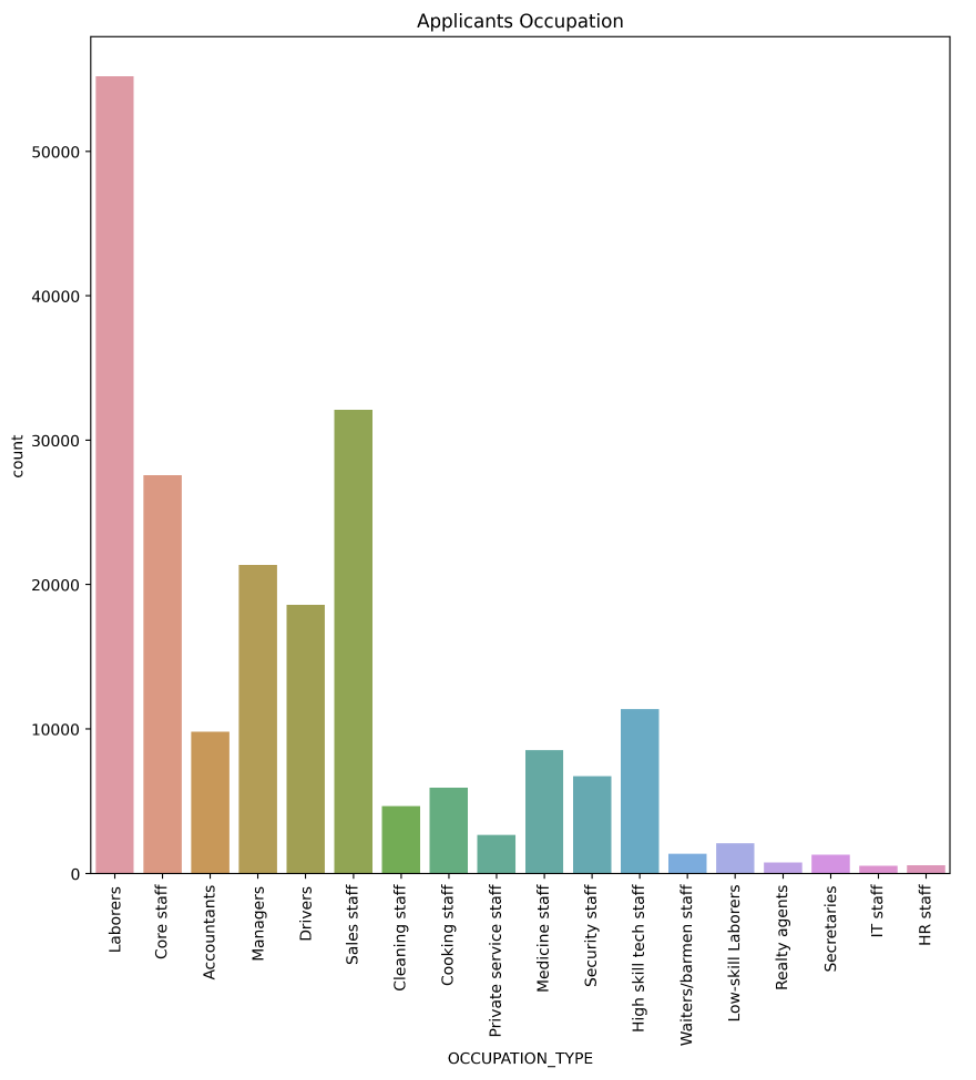 Applicants Occupation
50000
40000
30000
20000
10000
0
count
Laborers
Core staff
Accountants
Managers
Drivers
Sales staff
Cleaning staff
Cooking staff
Private service staff
Medicine staff
Security staff
High skill tech staff
Waiters/barmen staff
Low-skill Laborers
Realty agents
Secretaries
IT staff
HR staff
OCCUPATION_TYPE